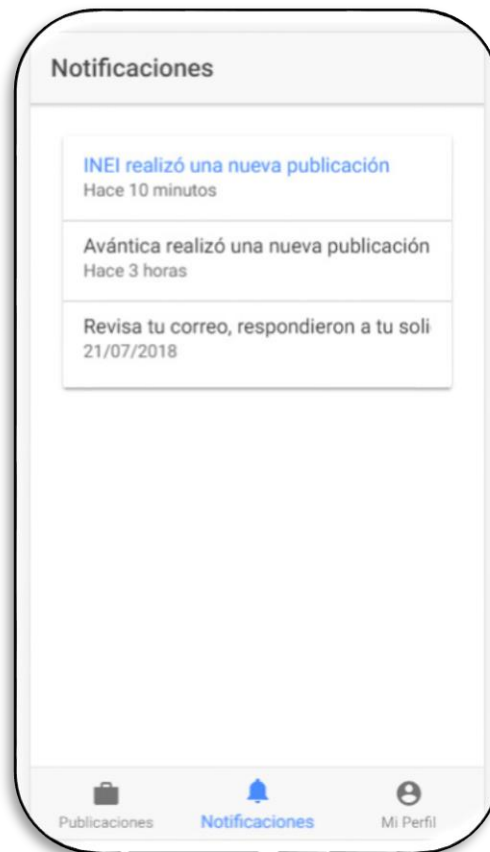 Notificaciones
INEI realizó una nueva publicación
Hace 10 minutos
Avántica realizó una nueva publicación
Hace 3 horas
Revisa tu correo, respondieron a tu soli
21/07/2018
Publicaciones
Notificaciones
Mi Perfil